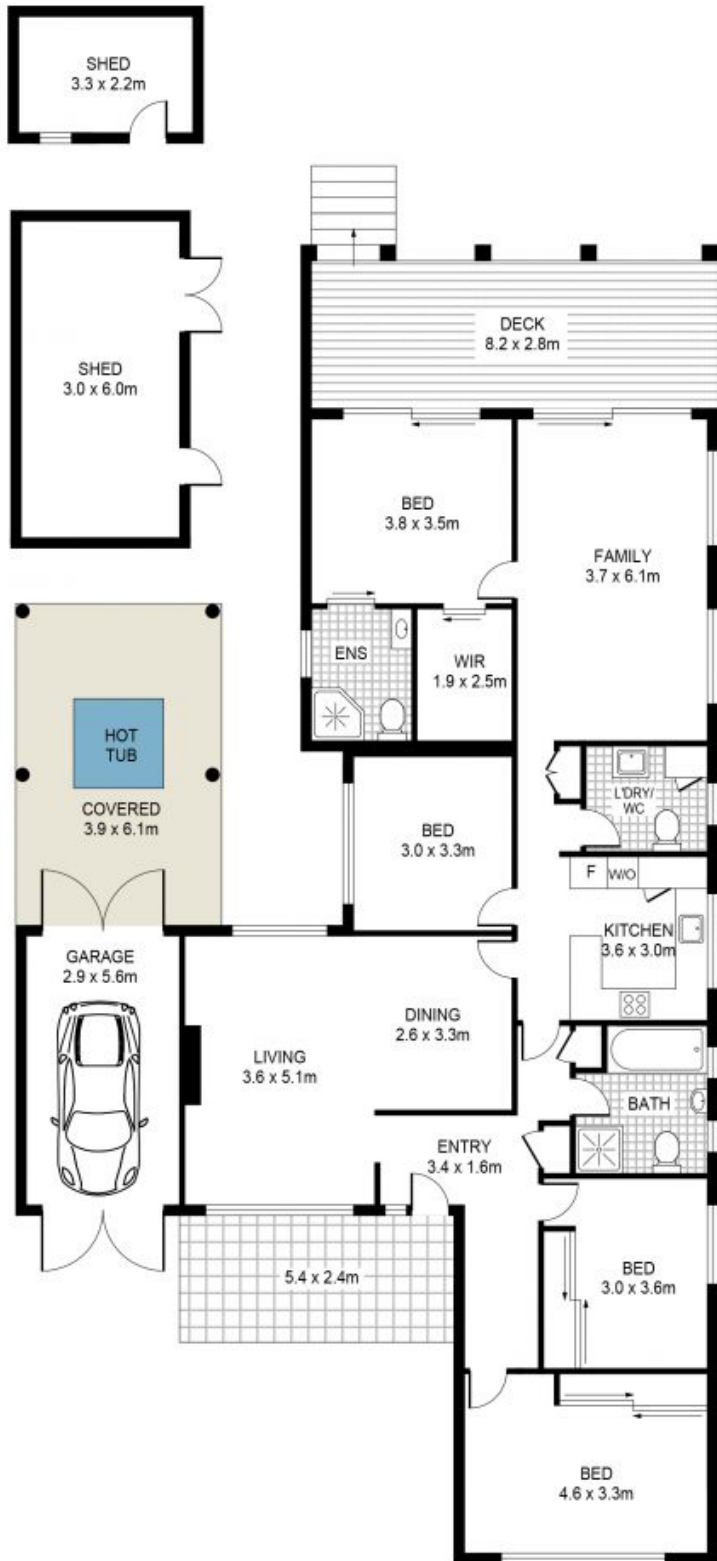 SHED
3.3 x 2.2m
SHED
3.0 x 6.0m
DECK
8.2 x 2.8m
BED
3.8 x 3.5m
FAMILY
3.7 x 6.1m
ENS
WIR
1.9 x 2.5m
HOT
TUB
COVERED
3.9 x 6.1m
BED
3.0 x 3.3m
L'DRY/
WC
F
W/O
KITCHEN
3.6 x 3.0m
GARAGE
2.9 x 5.6m
LIVING
3.6 x 5.1m
DINING
2.6 x 3.3m
BATH
ENTRY
3.4 x 1.6m
5.4 x 2.4m
BED
3.0 x 3.6m
BED
4.6 x 3.3m